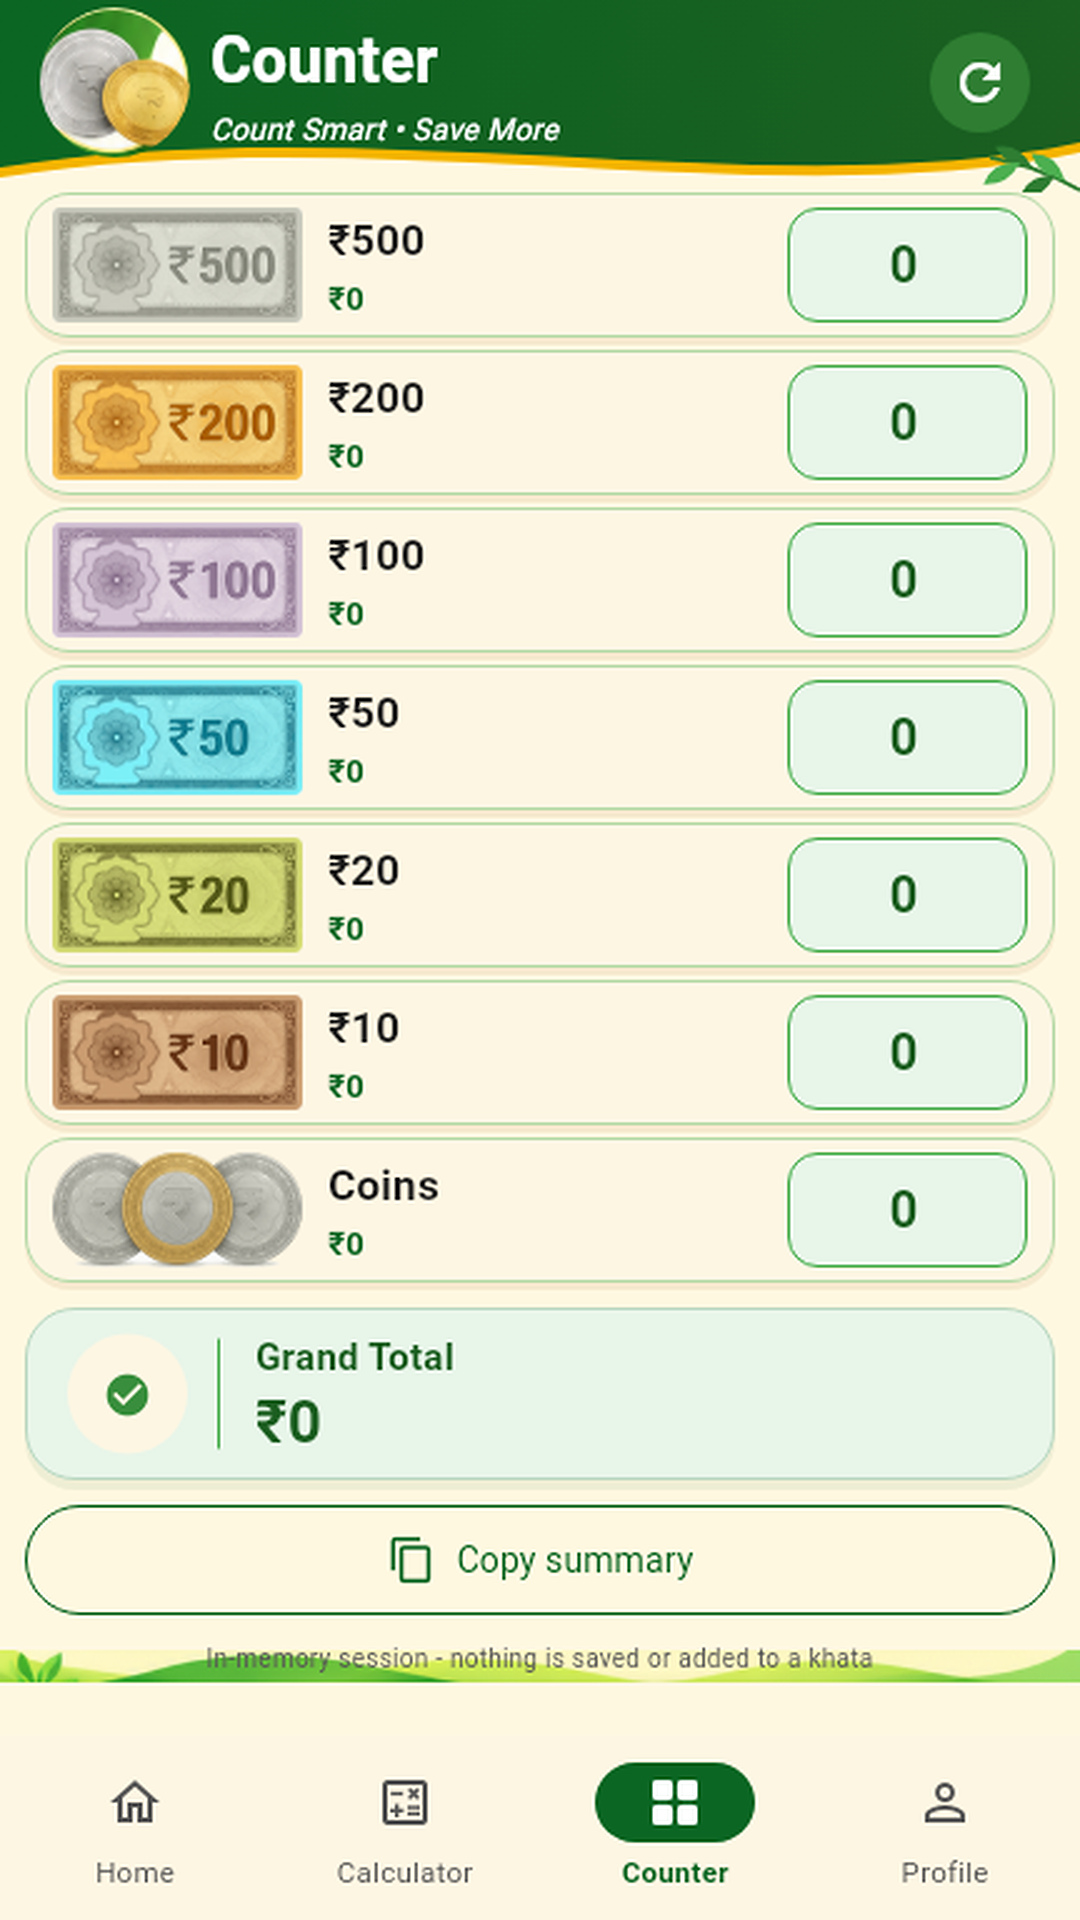 Counter
Count Smart • Save More
₹500
₹500
₹0
0
₹200
₹200
₹0
0
₹100
₹100
₹0
0
₹50
₹50
₹0
0
₹20
₹20
₹0
0
₹10
₹10
₹0
0
Coins
₹0
0
Grand Total
₹0
Copy summary
In-memory session - nothing is saved or added to a khata
Home
Calculator
Counter
Profile